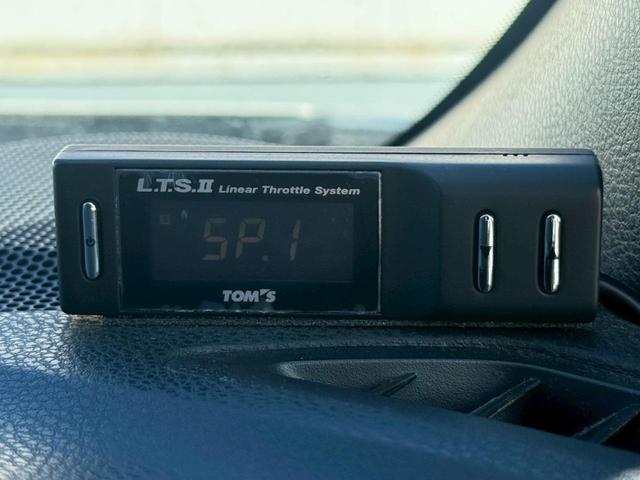 L.T.S.II Linear Throttle System
SP.1
TOM'S